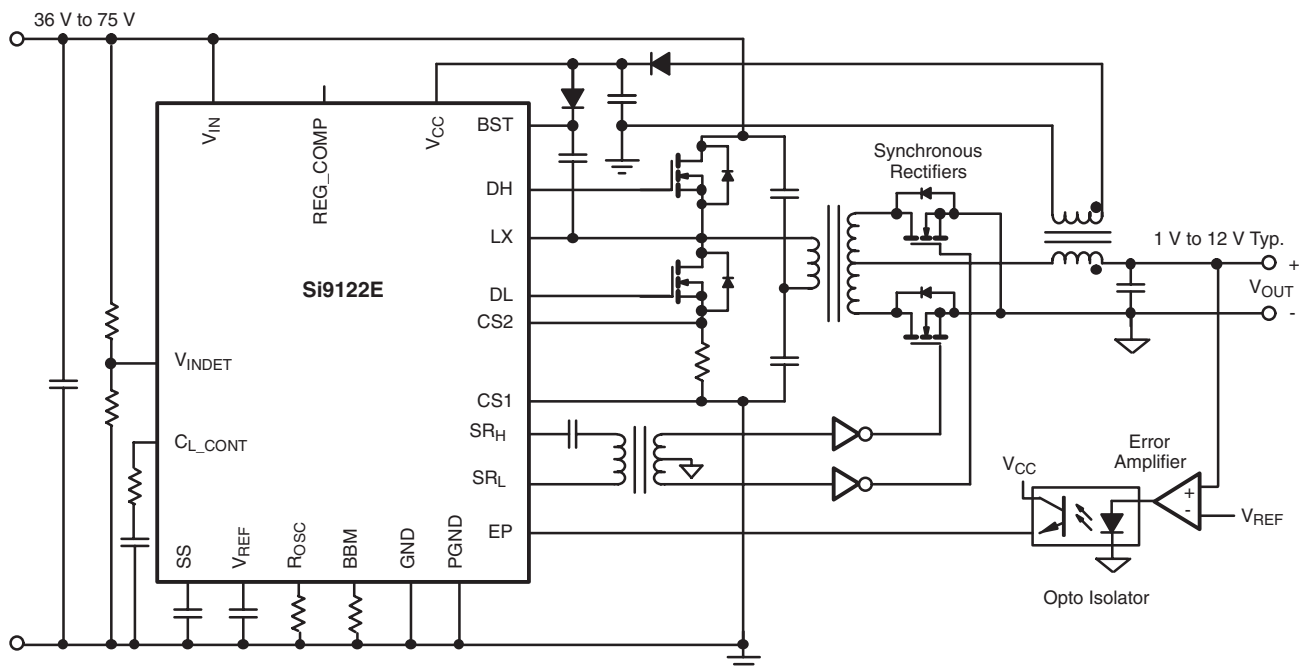 36 V to 75 V
VIN
REG_COMP
VCC
BST
DH
LX
Si9122E
DL
CS2
VINDET
CS1
CL_CONT
SRH
SRL
EP
SS
VREF
ROSC
BBM
GND
PGND
Synchronous
Rectifiers
1 V to 12 V Typ.
+
VOUT
-
Error
Amplifier
VCC
+
-
VREF
Opto Isolator